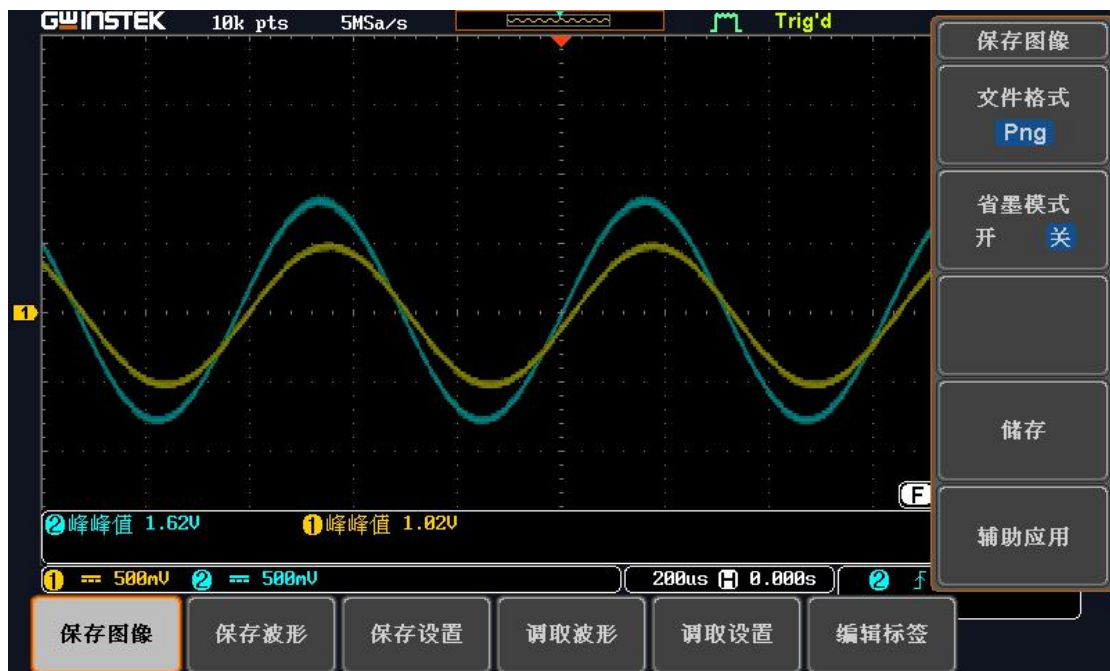 GWINSTEK 10k pts 5MSa/s Trig'd
保存图像
文件格式
Png
省墨模式
开 关
储存
辅助应用
1
F
2 峰峰值 1.62V 1 峰峰值 1.02V
1 500mV 2 500mV 200us H 0.000s 2
保存图像 保存波形 保存设置 调取波形 调取设置 编辑标签